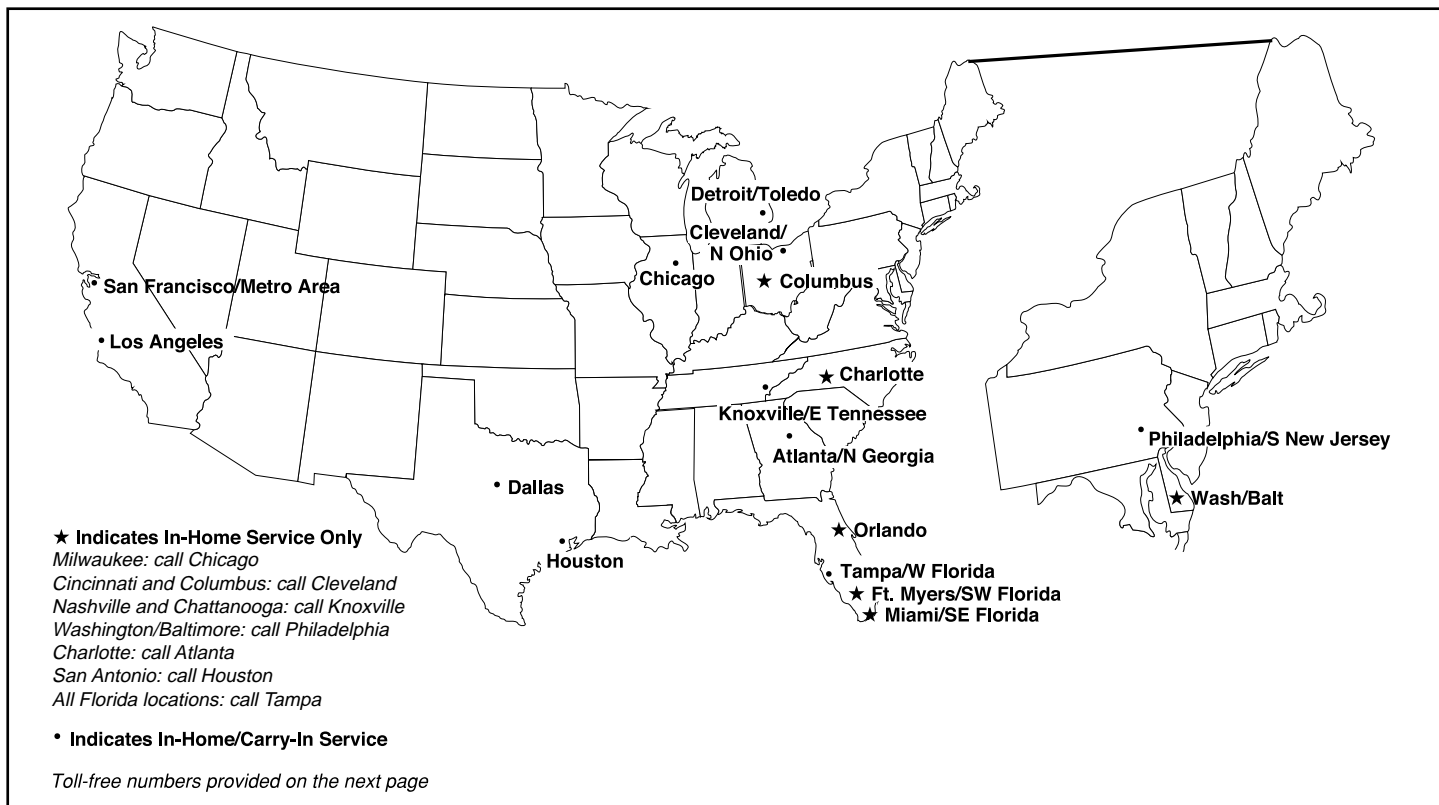 Detroit/Toledo
Cleveland/
N Ohio
Chicago
★ Columbus
San Francisco/Metro Area
Los Angeles
★ Charlotte
Knoxville/E Tennessee
Atlanta/N Georgia
Philadelphia/S New Jersey
Dallas
★ Wash/Balt
★ Orlando
Houston
Tampa/W Florida
★ Ft. Myers/SW Florida
★ Miami/SE Florida
★ Indicates In-Home Service Only
Milwaukee: call Chicago
Cincinnati and Columbus: call Cleveland
Nashville and Chattanooga: call Knoxville
Washington/Baltimore: call Philadelphia
Charlotte: call Atlanta
San Antonio: call Houston
All Florida locations: call Tampa
• Indicates In-Home/Carry-In Service
Toll-free numbers provided on the next page